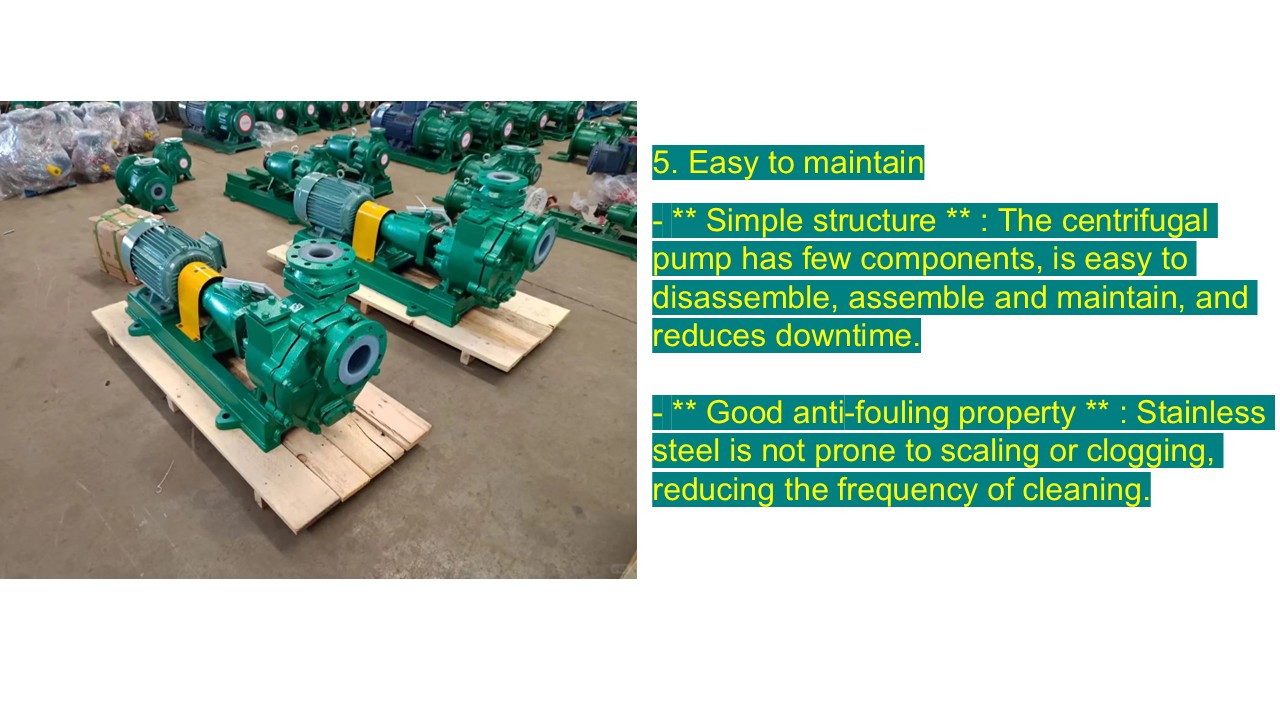 5. Easy to maintain
- ** Simple structure ** : The centrifugal
pump has few components, is easy to
disassemble, assemble and maintain, and
reduces downtime.
- ** Good anti-fouling property ** : Stainless
steel is not prone to scaling or clogging,
reducing the frequency of cleaning.